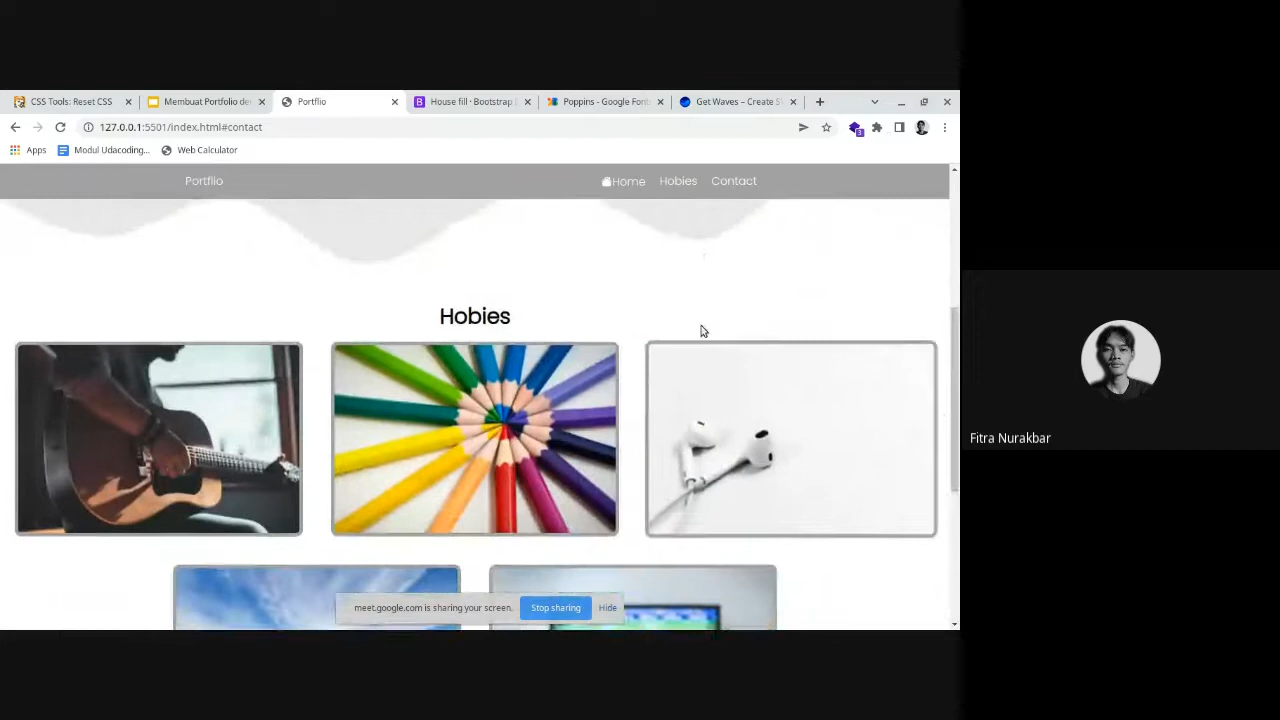 CSS Tools: Reset CSS
Membuat Portfolio de
Portflio
House fill · Bootstrap
Poppins - Google Font
Get Waves – Create S
127.0.0.1:5501/index.html#contact
3
Apps
Modul Udacoding...
Web Calculator
Portflio
Home
Hobies
Contact
Hobies
meet.google.com is sharing your screen.
Stop sharing
Hide
Fitra Nurakbar